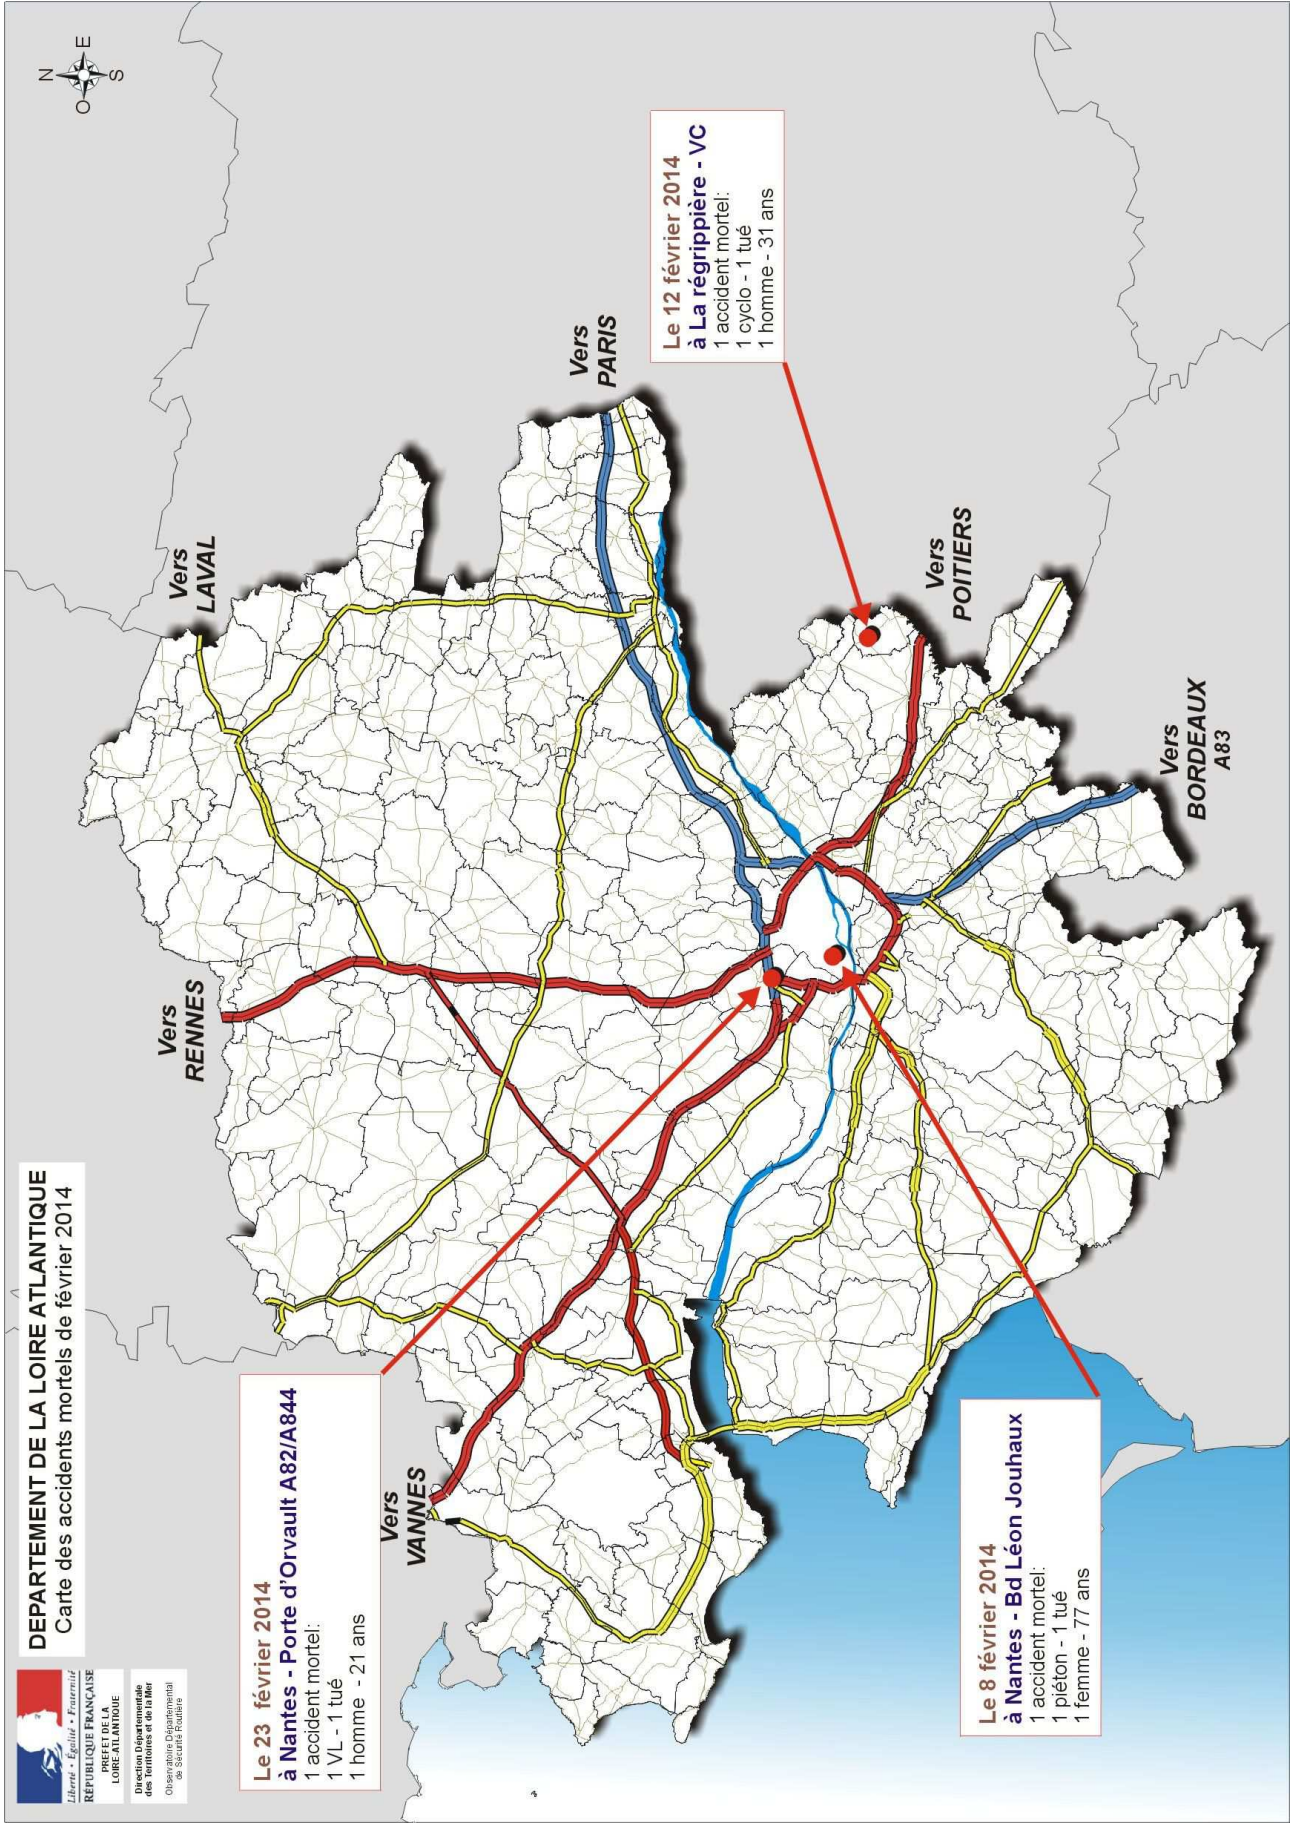 DEPARTEMENT DE LA LOIRE ATLANTIQUE
Carte des accidents mortels de février 2014
Liberté • Égalité • Fraternité
RÉPUBLIQUE FRANÇAISE
PREFET DE LA
LOIRE-ATLANTIQUE
Direction Départementale
des Territoires et de la Mer
Observatoire Départemental
de Sécurité Routière
N
E
S
O
Vers
LAVAL
Vers
RENNES
Vers
PARIS
Vers
VANNES
Vers
POITIERS
Vers
BORDEAUX
A83
Le 23 février 2014
à Nantes - Porte d'Orvault A82/A844
1 accident mortel:
1 VL - 1 tué
1 homme - 21 ans
Le 12 février 2014
à La régrippière - VC
1 accident mortel:
1 cyclo - 1 tué
1 homme - 31 ans
Le 8 février 2014
à Nantes - Bd Léon Jouhaux
1 accident mortel:
1 piéton - 1 tué
1 femme - 77 ans